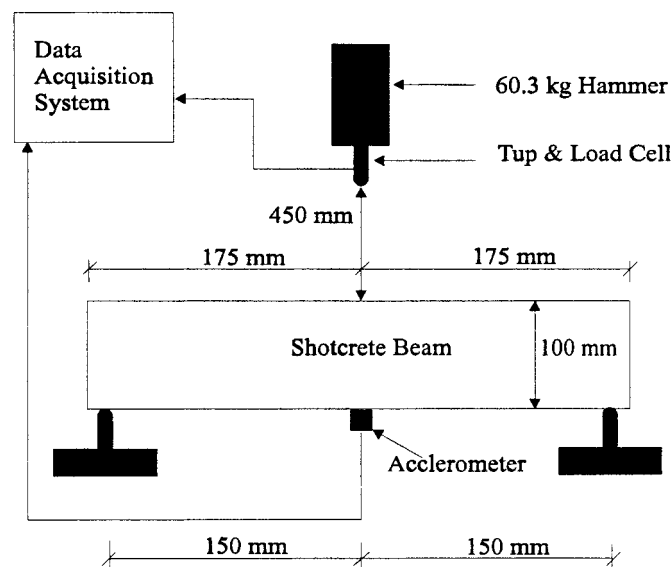 Data
Acquisition
System
60.3 kg Hammer
Tup & Load Cell
450 mm
175 mm
175 mm
Shotcrete Beam
100 mm
Acclerometer
150 mm
150 mm